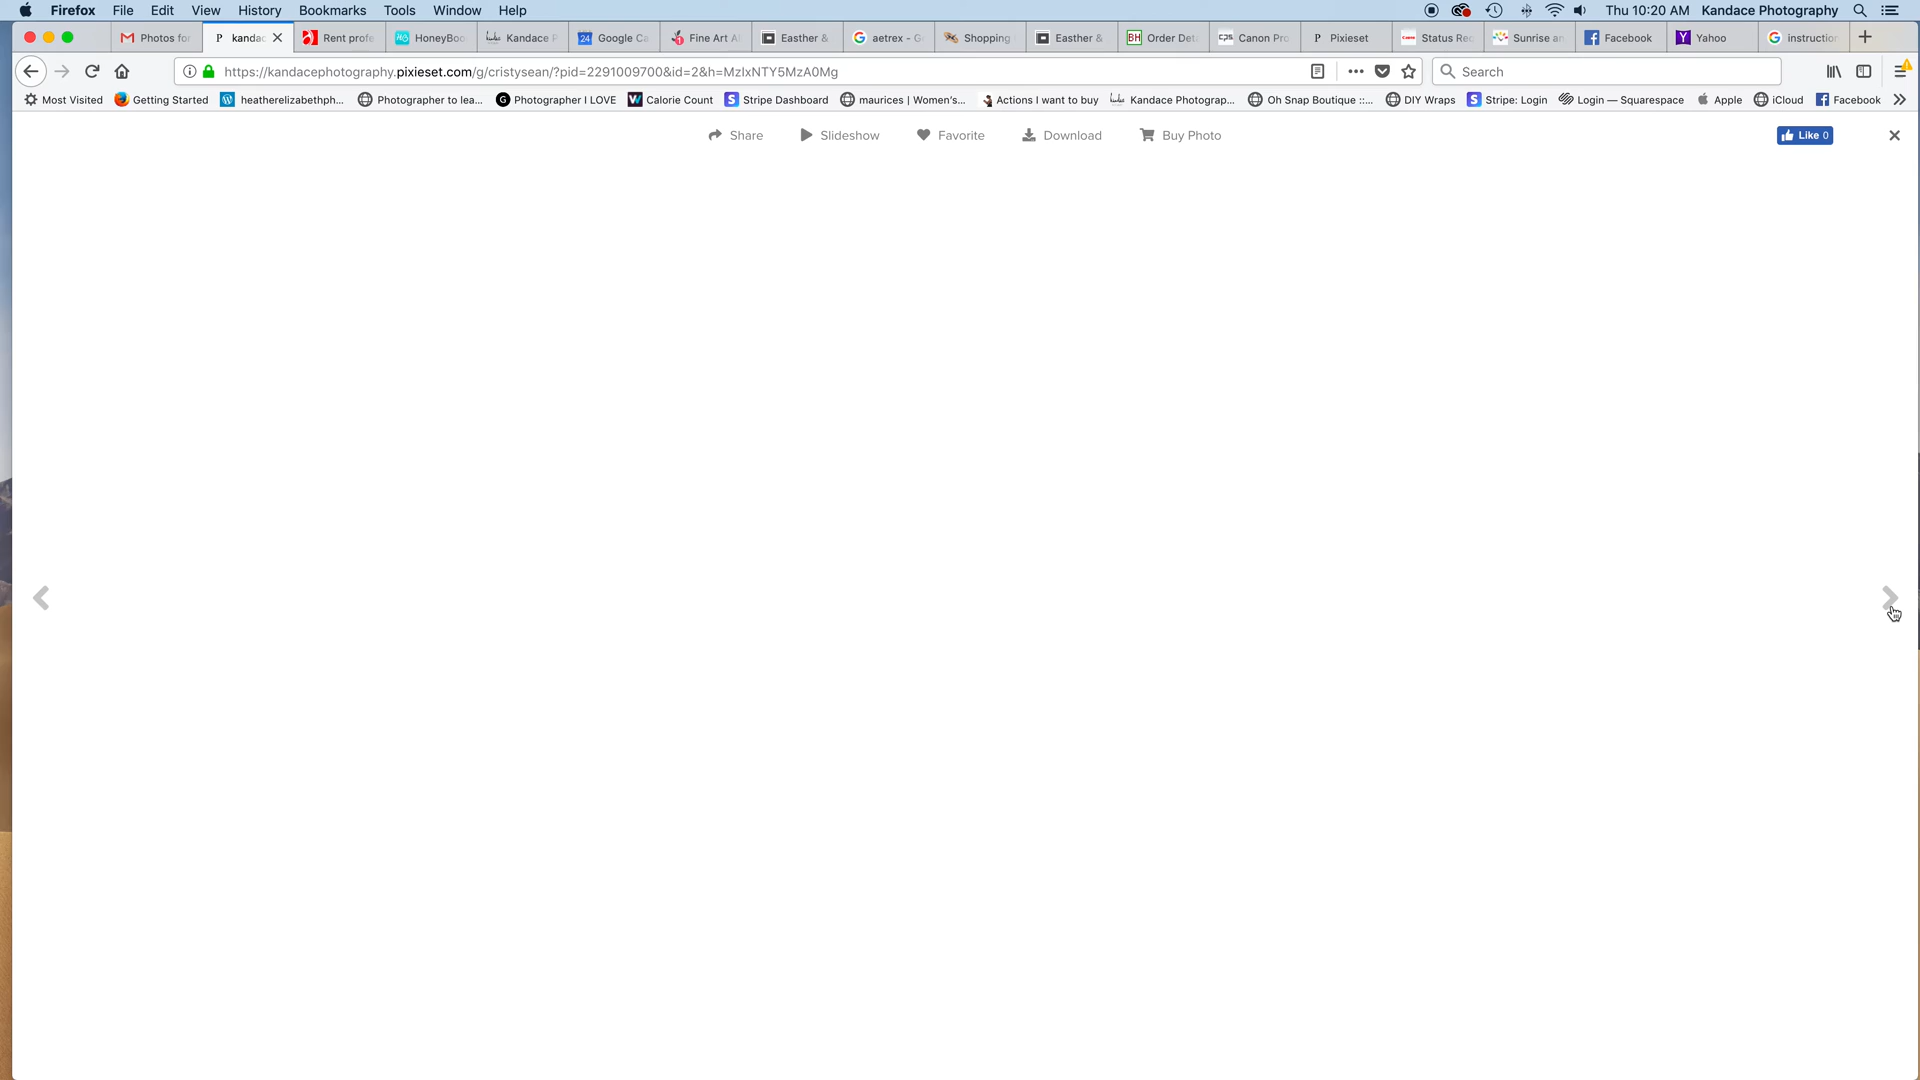 Firefox File Edit View History Bookmarks Tools Window Help Thu 10:20 AM Kandace Photography
Photos for kandac Rent profe HoneyBoo Kandace P Google Ca Fine Art A Easther & aetrex - G Shopping Easther & Order Det Canon Pro Pixieset Status Rec Sunrise an Facebook Yahoo instruction
https://kandacephotography.pixieset.com/g/cristysean/?pid=2291009700&id=2&h=MzIxNTY5MzA0Mg Search
Most Visited Getting Started heatherelizabethph... Photographer to lea... Photographer I LOVE Calorie Count Stripe Dashboard maurices | Women's... Actions I want to buy Kandace Photograp... Oh Snap Boutique ::... DIY Wraps Stripe: Login Login — Squarespace Apple iCloud Facebook
Share Slideshow Favorite Download Buy Photo Like 0